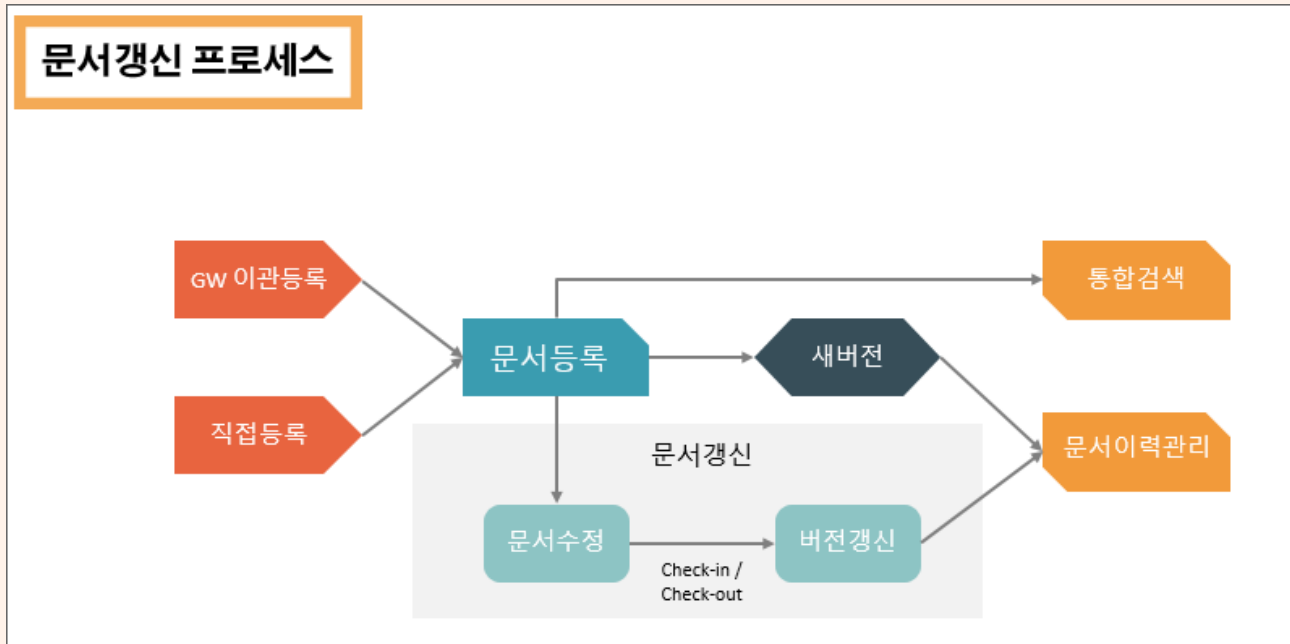 문서갱신 프로세스
GW 이관등록
통합검색
문서등록
새버전
직접등록
문서이력관리
문서갱신
문서수정
버전갱신
Check-in /
Check-out